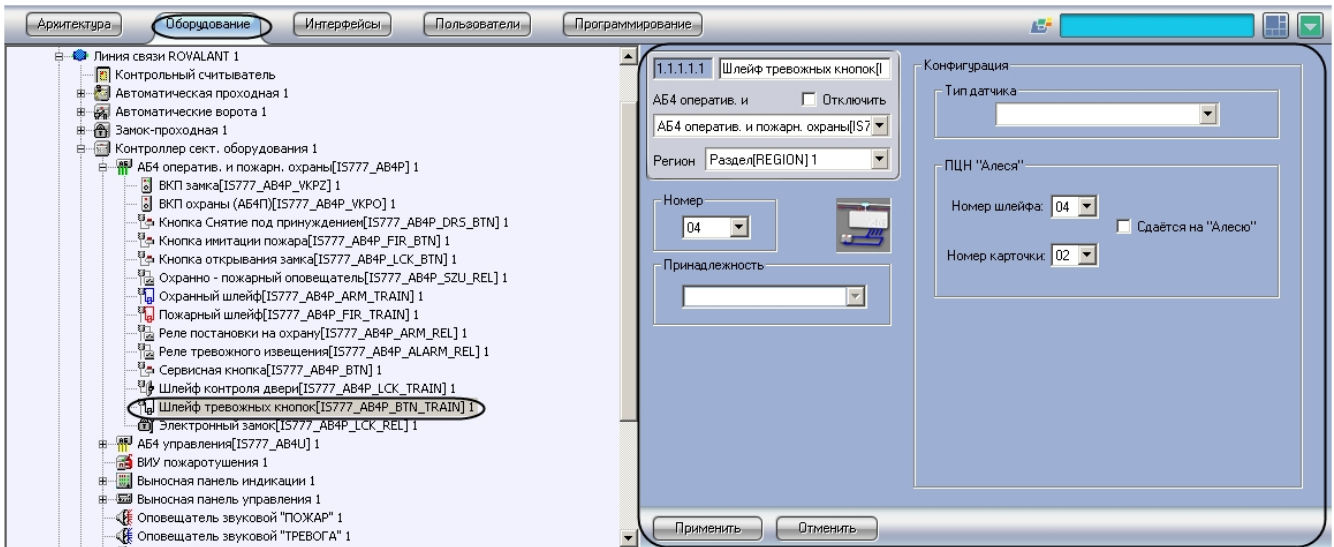 Архитектура
Оборудование
Интерфейсы
Пользователи
Программирование
Линия связи ROVALANT 1
Контрольный считыватель
Автоматическая проходная 1
Автоматические ворота 1
Замок-проходная 1
Контроллер сект. оборудования 1
АБ4 оператив. и пожарн. охраны[IS777_AB4P] 1
ВКП замка[IS777_AB4P_VKPZ] 1
ВКП охраны (АБ4П)[IS777_AB4P_VKPO] 1
Кнопка Снятие под принуждением[IS777_AB4P_DRS_BTN] 1
Кнопка имитации пожара[IS777_AB4P_FIR_BTN] 1
Кнопка открывания замка[IS777_AB4P_LCK_BTN] 1
Охранно - пожарный оповещатель[IS777_AB4P_SZU_REL] 1
Охранный шлейф[IS777_AB4P_ARM_TRAIN] 1
Пожарный шлейф[IS777_AB4P_FIR_TRAIN] 1
Реле постановки на охрану[IS777_AB4P_ARM_REL] 1
Реле тревожного извещения[IS777_AB4P_ALARM_REL] 1
Сервисная кнопка[IS777_AB4P_BTN] 1
Шлейф контроля двери[IS777_AB4P_LCK_TRAIN] 1
Шлейф тревожных кнопок[IS777_AB4P_BTN_TRAIN] 1
Электронный замок[IS777_AB4P_LCK_REL] 1
АБ4 управления[IS777_AB4U] 1
ВИУ пожаротушения 1
Выносная панель индикации 1
Выносная панель управления 1
Оповещатель звуковой "ПОЖАР" 1
Оповещатель звуковой "ТРЕВОГА" 1
1.1.1.1.1
Шлейф тревожных кнопок[I
АБ4 оператив. и
Отключить
АБ4 оператив. и пожарн. охраны[IS7
Регион
Раздел[REGION] 1
Номер
04
Принадлежность
Конфигурация
Тип датчика
ПЦН "Алеся"
Номер шлейфа: 04
Сдаётся на "Алесю"
Номер карточки: 02
Применить
Отменить